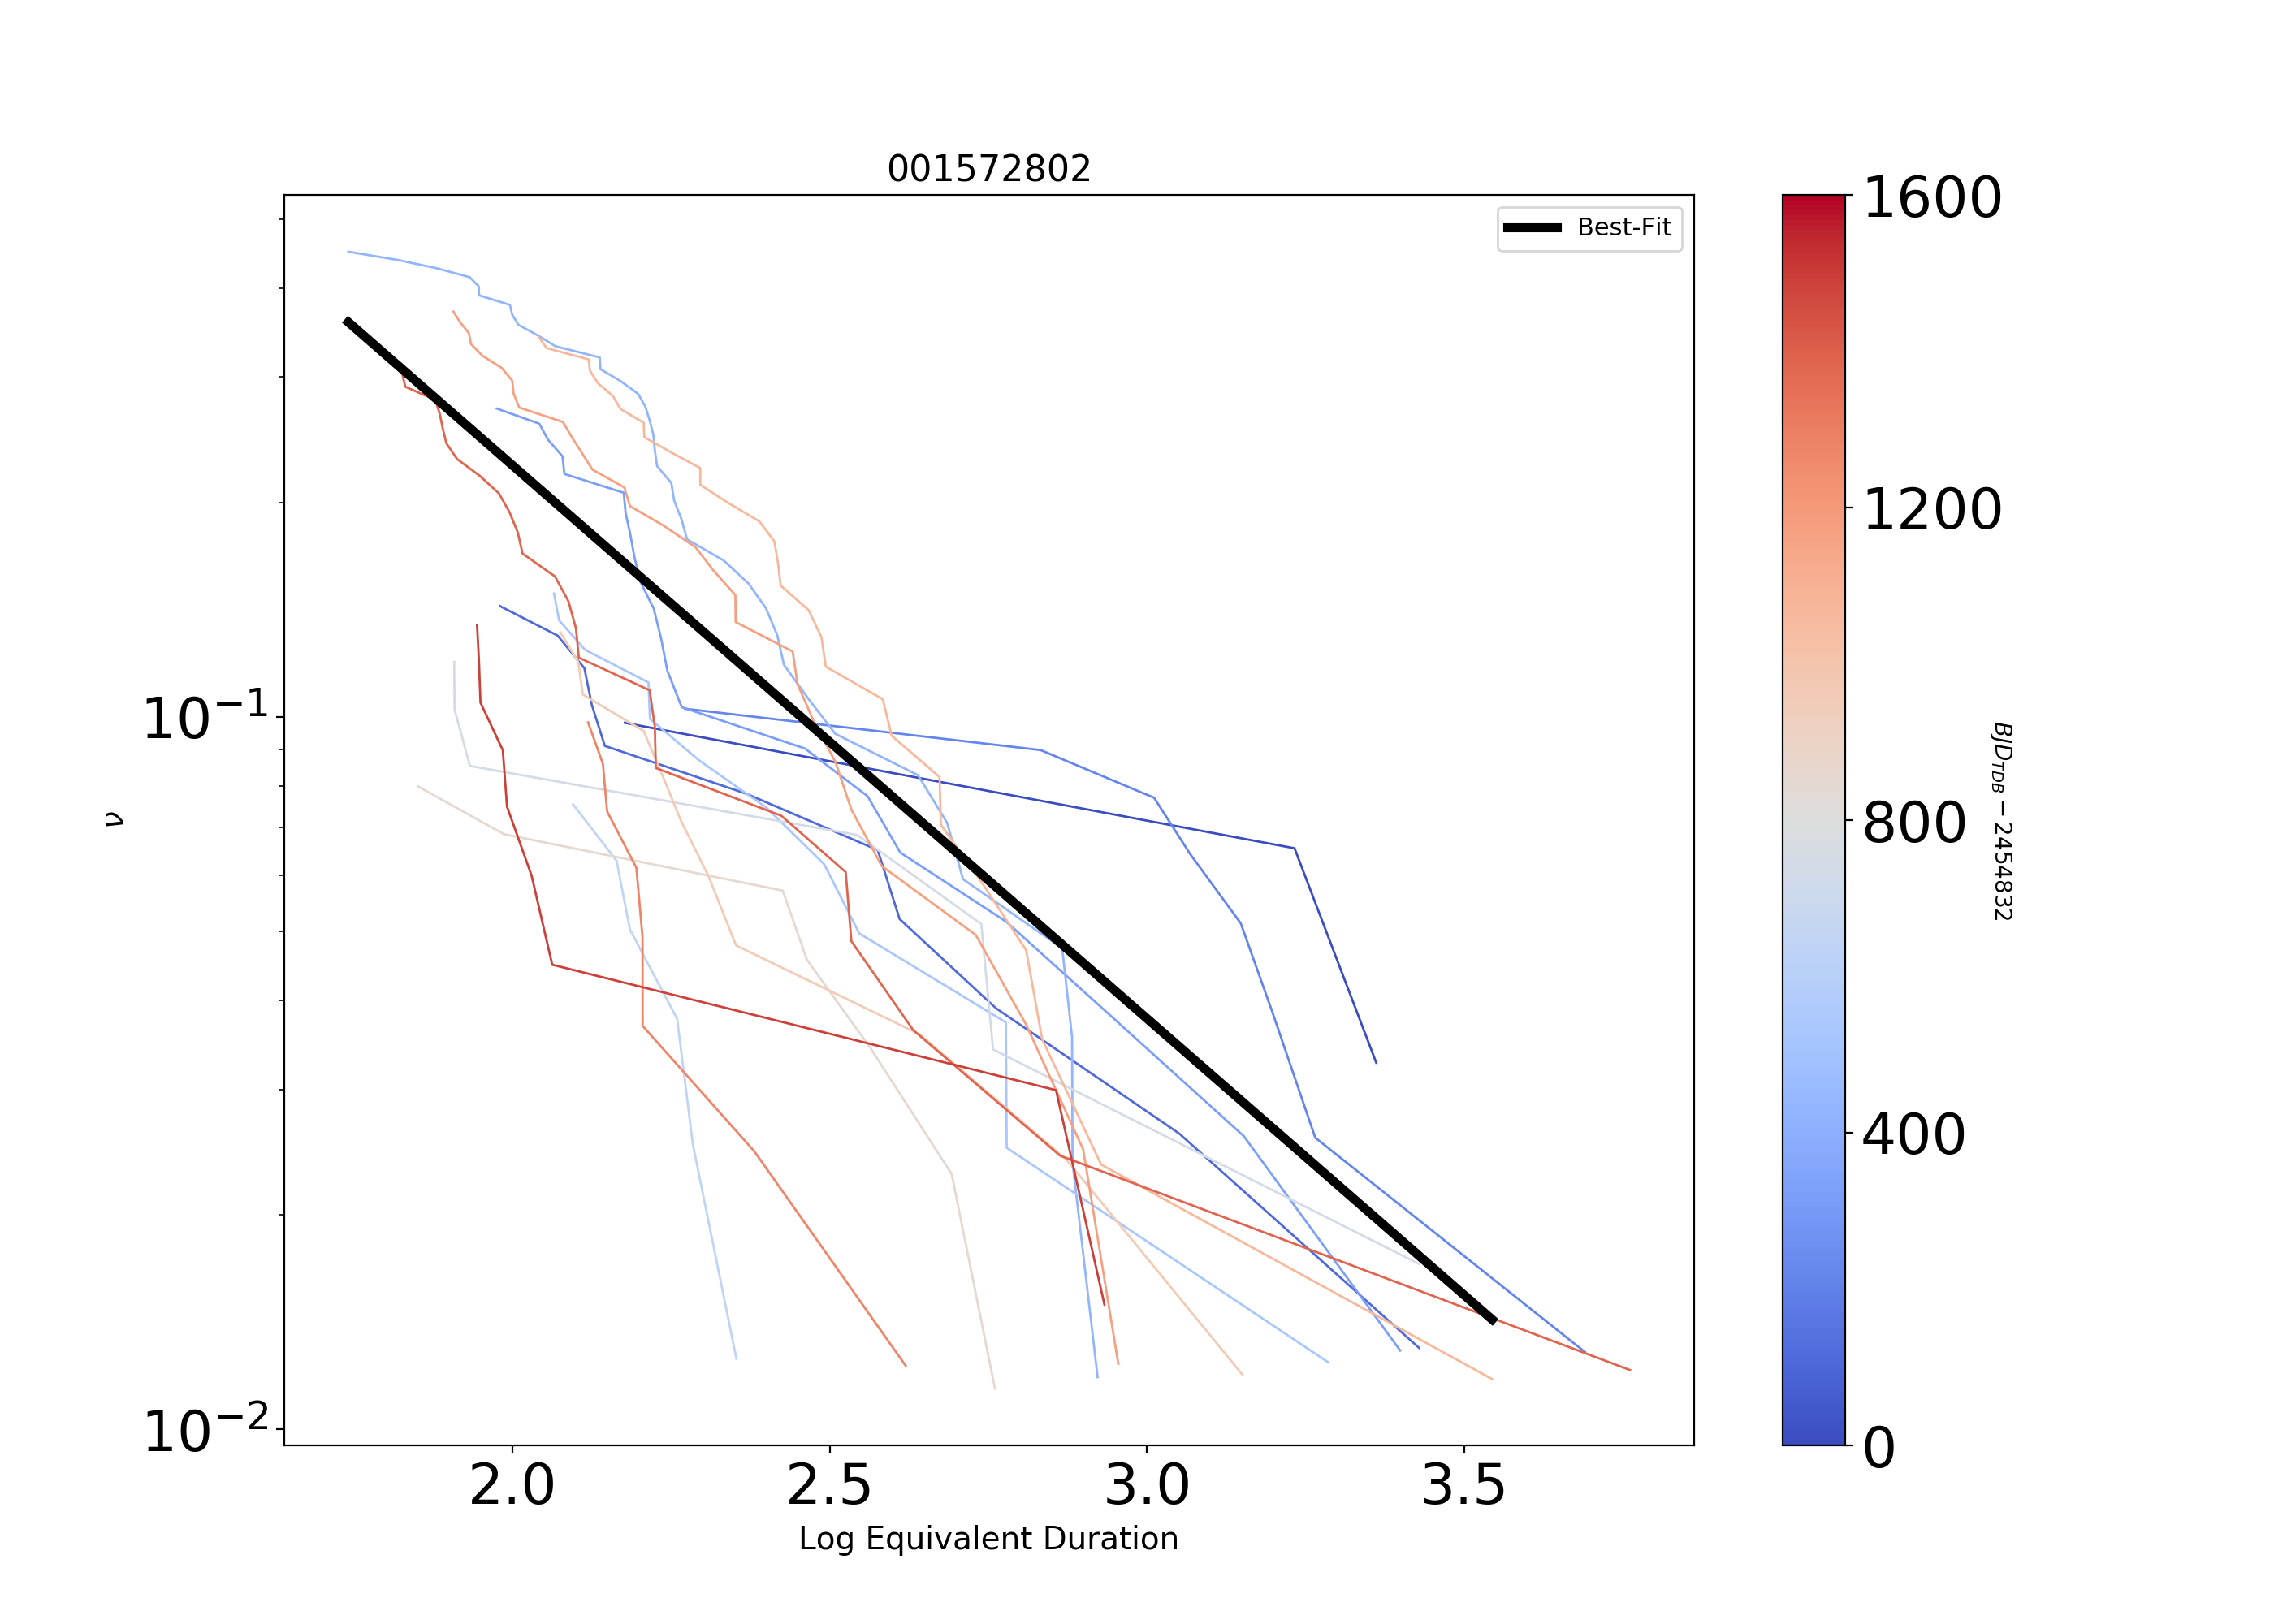 001572802
Best-Fit
ν
10⁻¹
10⁻²
2.0 2.5 3.0 3.5
Log Equivalent Duration
1600
1200
800
400
0
BJD_TDB − 2454832